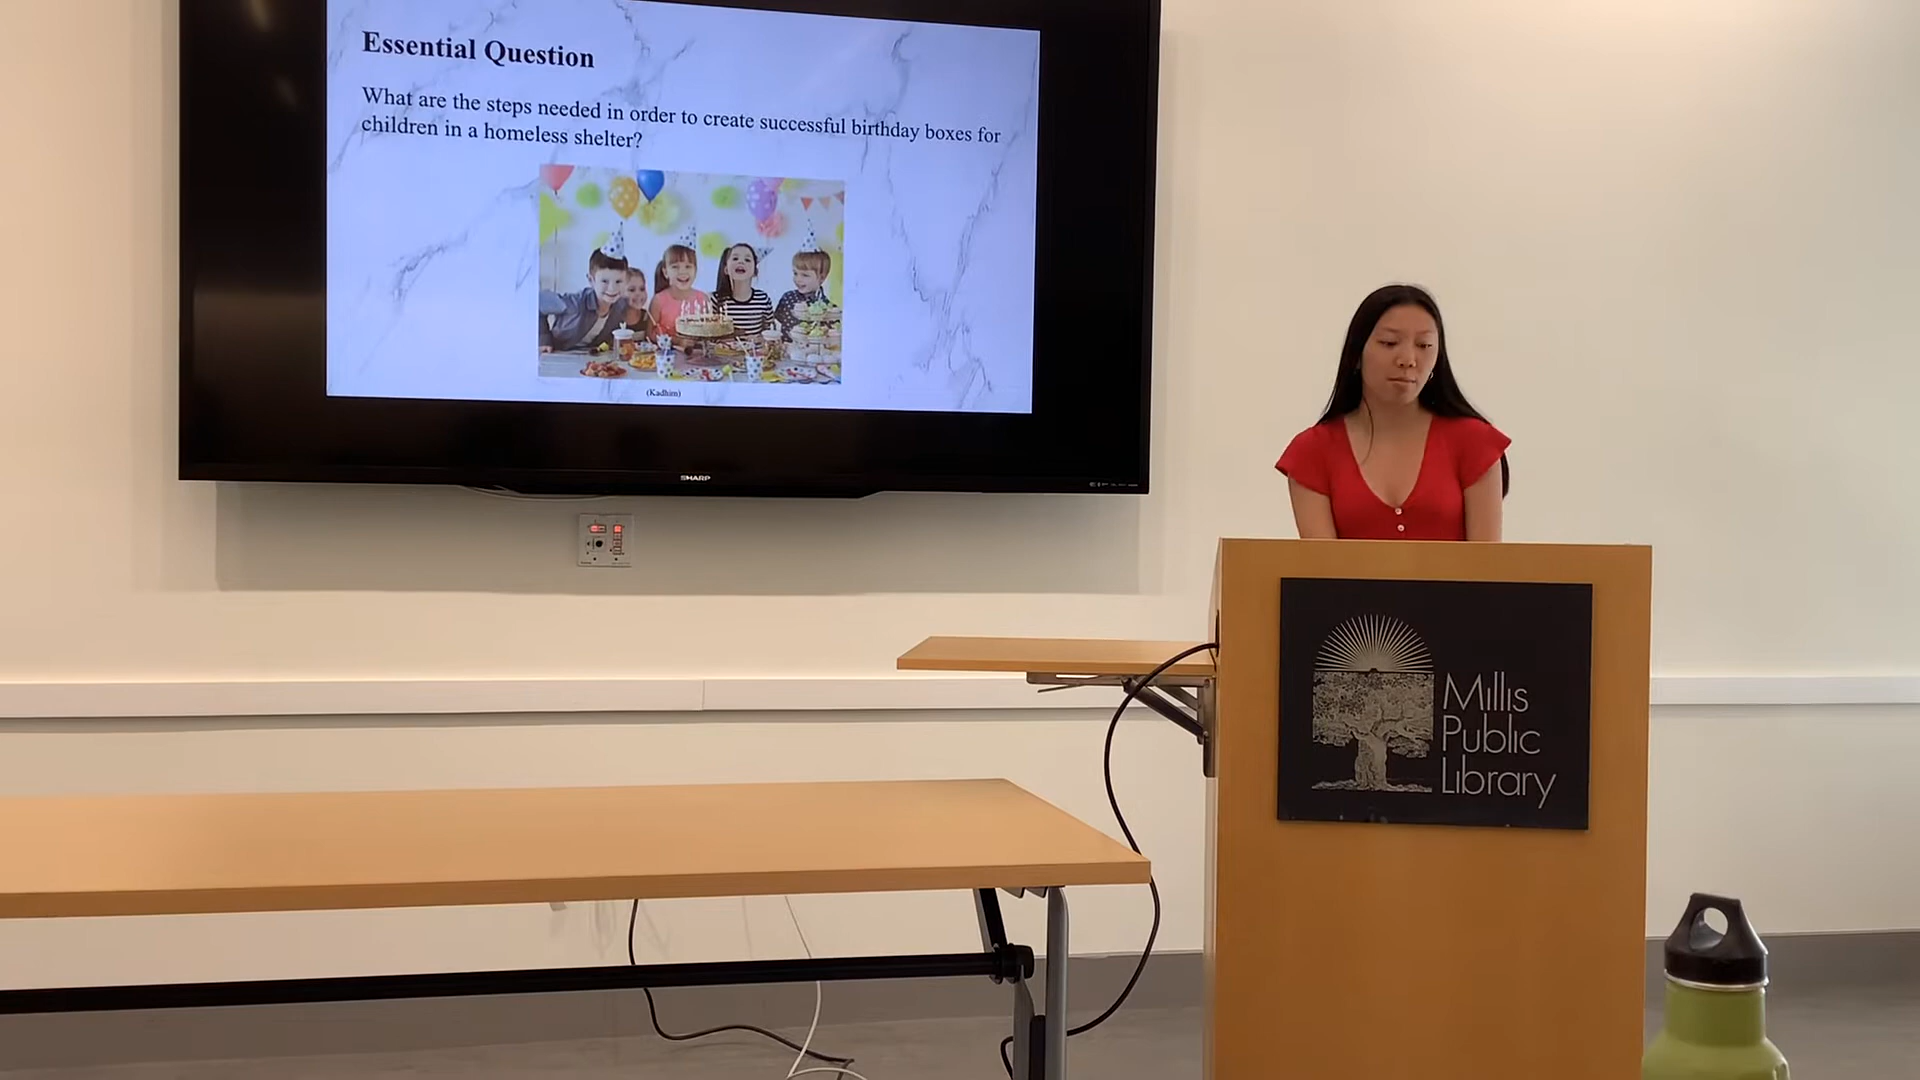 Essential Question
What are the steps needed in order to create successful birthday boxes for
children in a homeless shelter?
(Kadhim)
SHARP
Millis
Public
Library